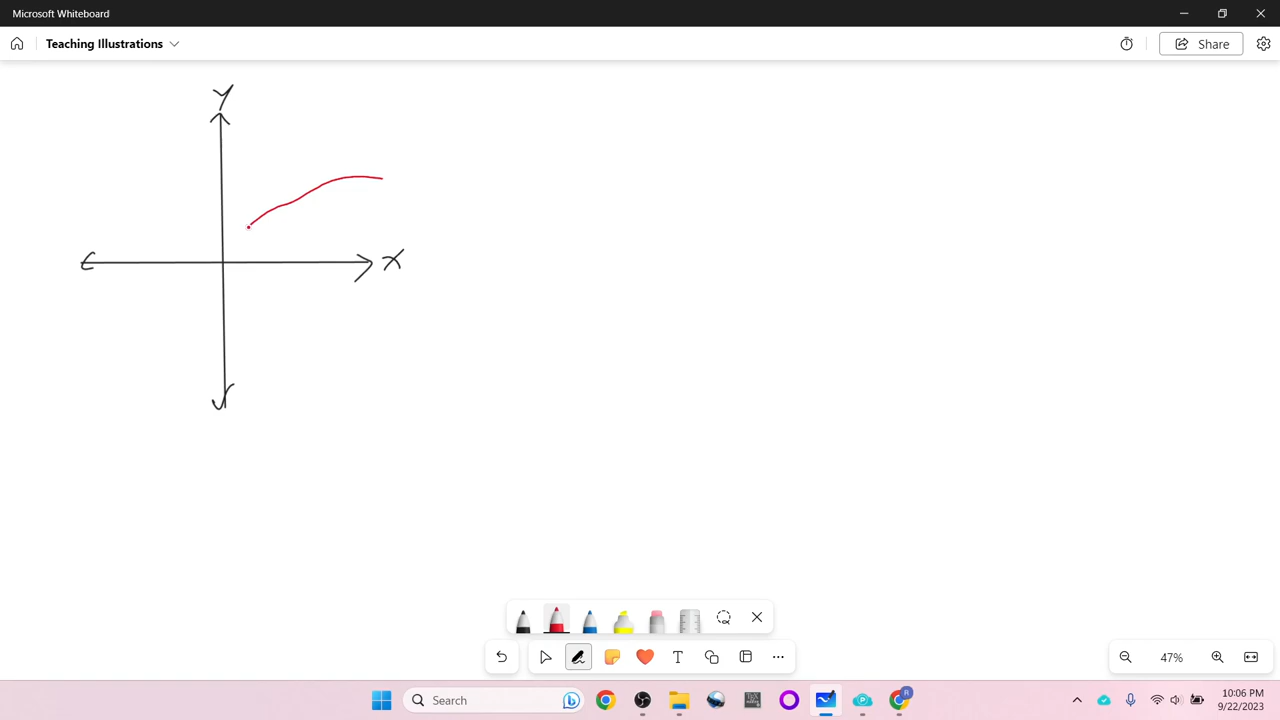 Microsoft Whiteboard
Teaching Illustrations
Share
y
x
47%
Search
R
10:06 PM
9/22/2023